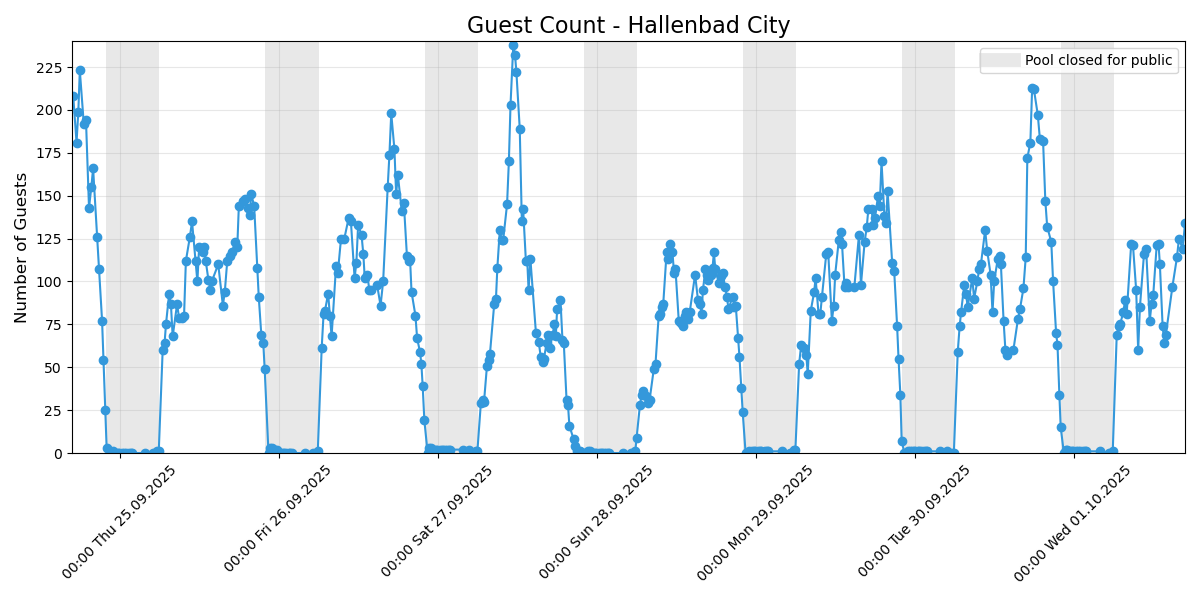 Guest Count - Hallenbad City
Pool closed for public
Number of Guests
225
200
175
150
125
100
75
50
25
0
00:00 Thu 25.09.2025
00:00 Fri 26.09.2025
00:00 Sat 27.09.2025
00:00 Sun 28.09.2025
00:00 Mon 29.09.2025
00:00 Tue 30.09.2025
00:00 Wed 01.10.2025